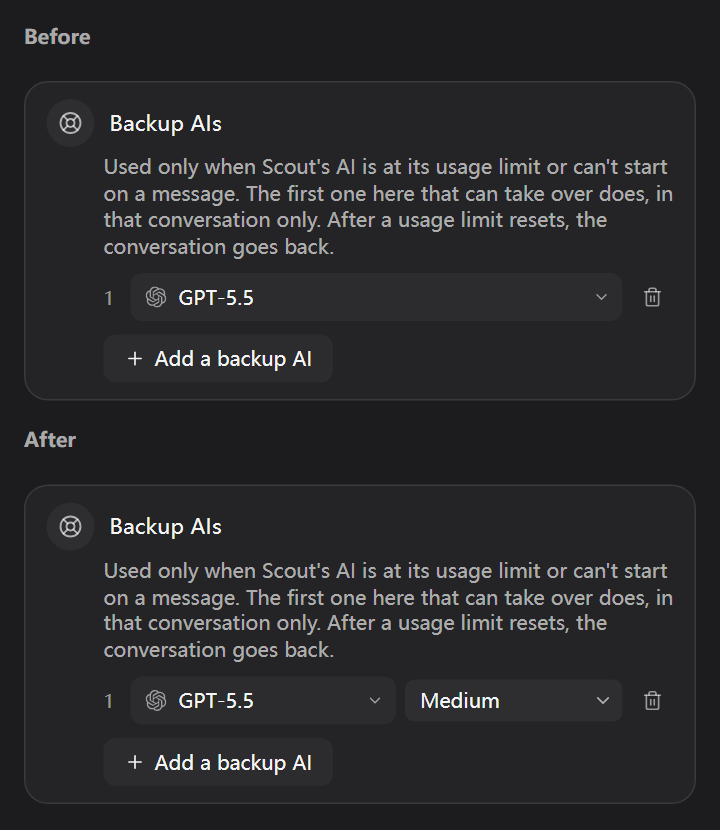 Before
Backup AIs
Used only when Scout's AI is at its usage limit or can't start
on a message. The first one here that can take over does, in
that conversation only. After a usage limit resets, the
conversation goes back.
1 GPT-5.5
+ Add a backup AI
After
Backup AIs
Used only when Scout's AI is at its usage limit or can't start
on a message. The first one here that can take over does, in
that conversation only. After a usage limit resets, the
conversation goes back.
1 GPT-5.5 Medium
+ Add a backup AI